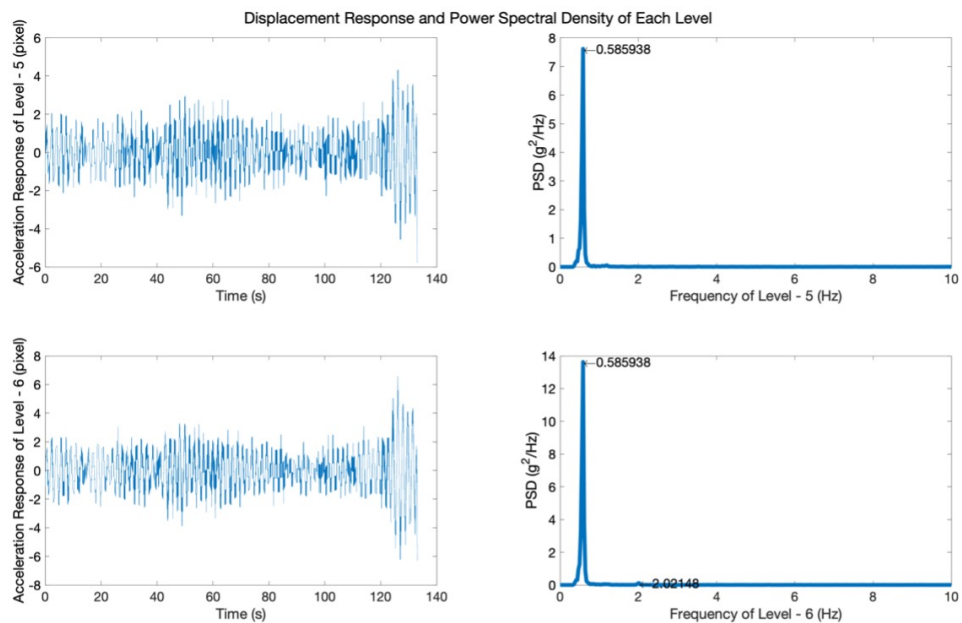 Displacement Response and Power Spectral Density of Each Level
Acceleration Response of Level - 5 (pixel)
6
4
2
0
-2
-4
-6
0 20 40 60 80 100 120 140
Time (s)
PSD (g^2/Hz)
8
7
6
5
4
3
2
1
0
0.585938
0 2 4 6 8 10
Frequency of Level - 5 (Hz)
Acceleration Response of Level - 6 (pixel)
8
6
4
2
0
-2
-4
-6
-8
0 20 40 60 80 100 120 140
Time (s)
PSD (g^2/Hz)
14
12
10
8
6
4
2
0
0.585938
2.02148
0 2 4 6 8 10
Frequency of Level - 6 (Hz)